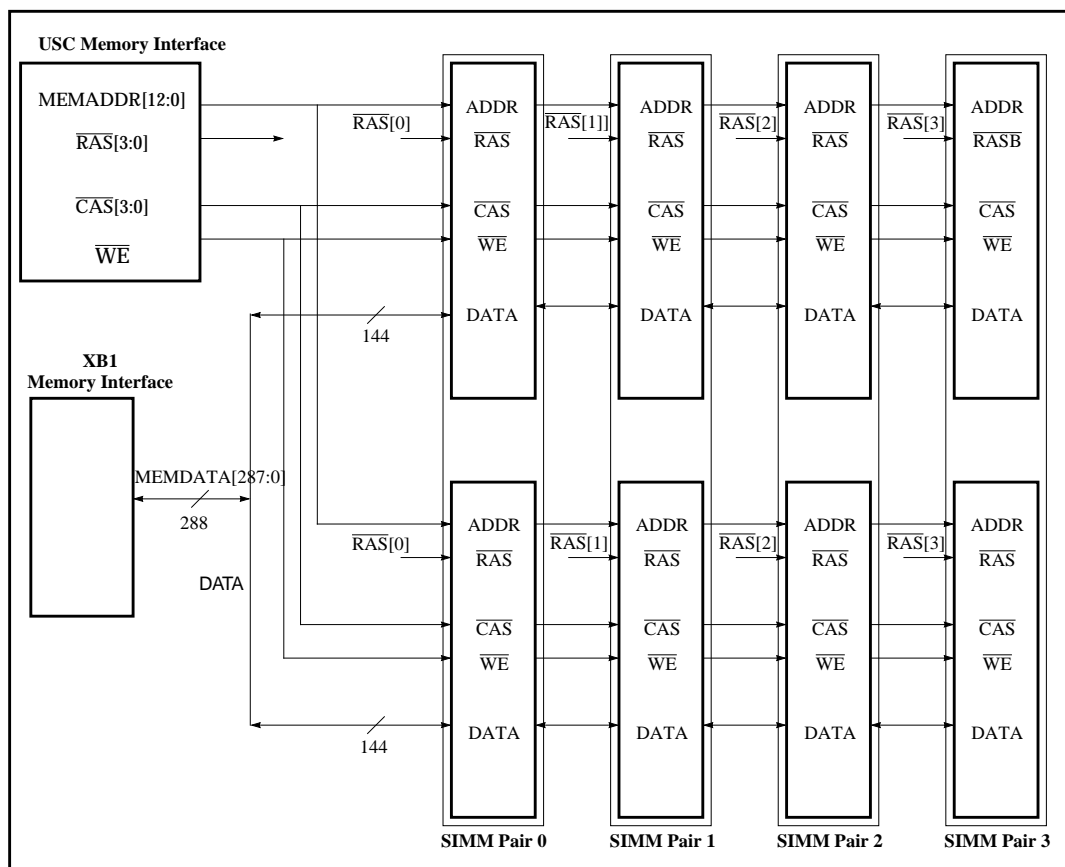 USC Memory Interface
MEMADDR[12:0]
RAS[3:0]
CAS[3:0]
WE
XB1
Memory Interface
MEMDATA[287:0]
288
DATA
144
144
RAS[0]
ADDR
RAS
CAS
WE
DATA
RAS[1]]
ADDR
RAS
CAS
WE
DATA
RAS[2]
ADDR
RAS
CAS
WE
DATA
RAS[3]
ADDR
RASB
CAS
WE
DATA
RAS[0]
ADDR
RAS
CAS
WE
DATA
RAS[1]
ADDR
RAS
CAS
WE
DATA
RAS[2]
ADDR
RAS
CAS
WE
DATA
RAS[3]
ADDR
RAS
CAS
WE
DATA
SIMM Pair 0
SIMM Pair 1
SIMM Pair 2
SIMM Pair 3